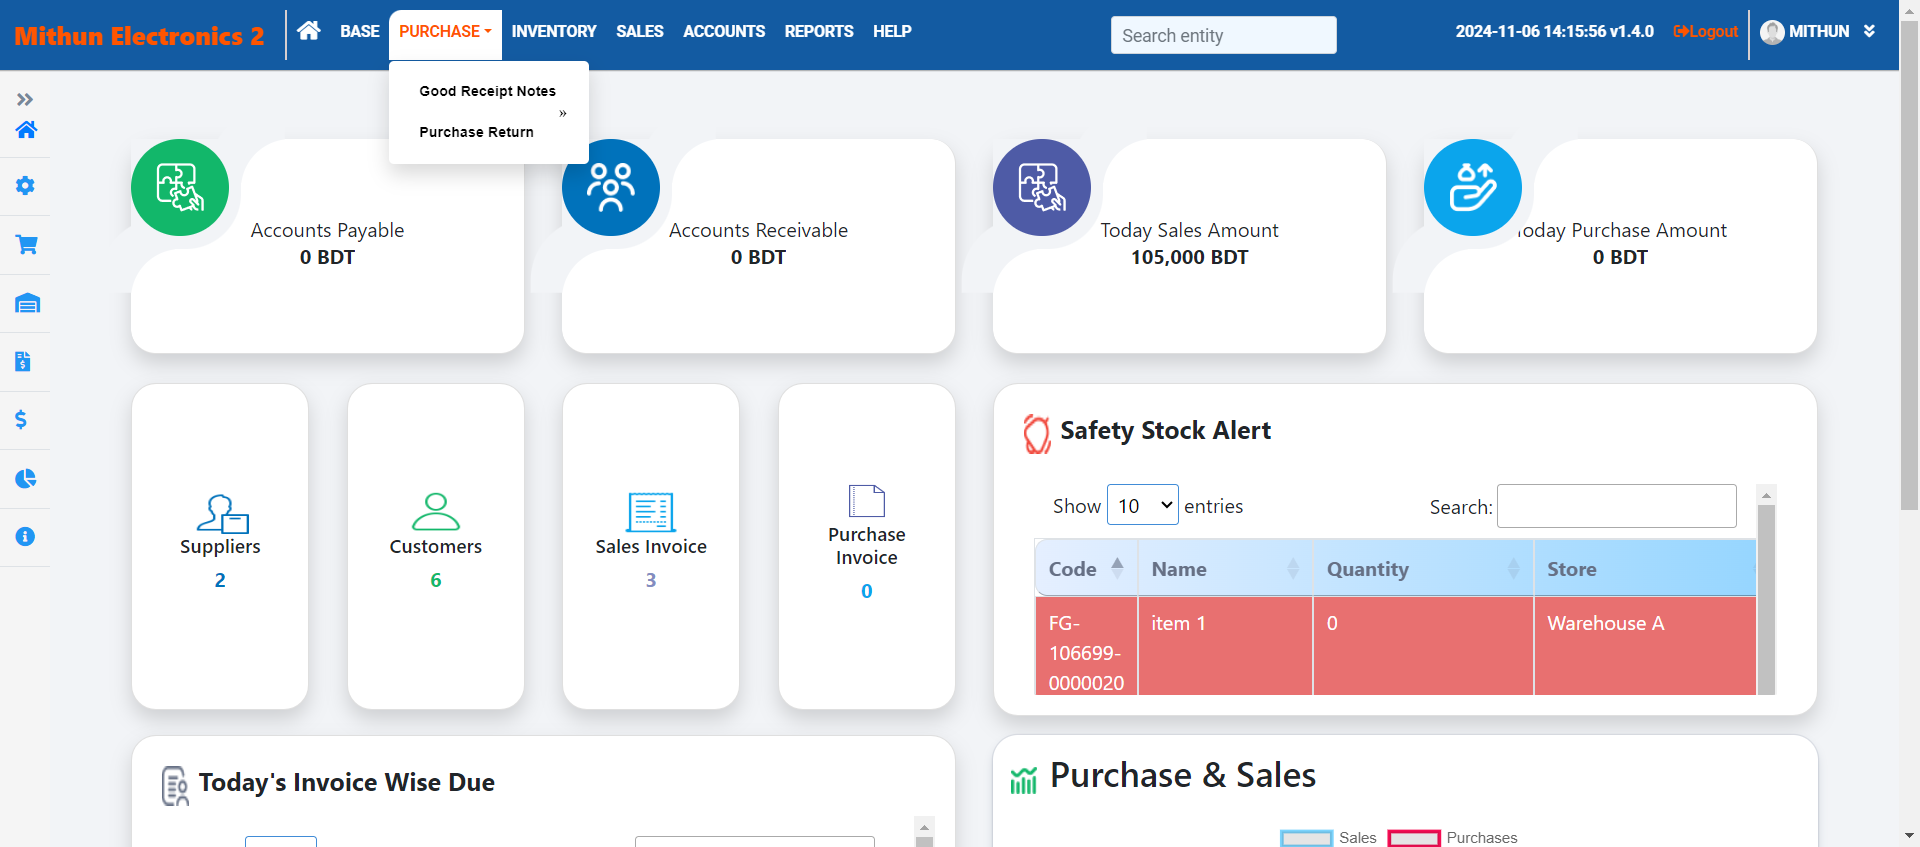 Mithun Electronics 2
BASE
PURCHASE
INVENTORY
SALES
ACCOUNTS
REPORTS
HELP
Search entity
2024-11-06 14:15:56 v1.4.0
Logout
MITHUN
Good Receipt Notes
»
Purchase Return
Accounts Payable
0 BDT
Accounts Receivable
0 BDT
Today Sales Amount
105,000 BDT
Today Purchase Amount
0 BDT
Suppliers
2
Customers
6
Sales Invoice
3
Purchase
Invoice
0
Safety Stock Alert
Show 10 entries
Search:
Code Name Quantity Store
FG-
106699-
0000020
item 1
0
Warehouse A
Today's Invoice Wise Due
Purchase & Sales
Sales Purchases